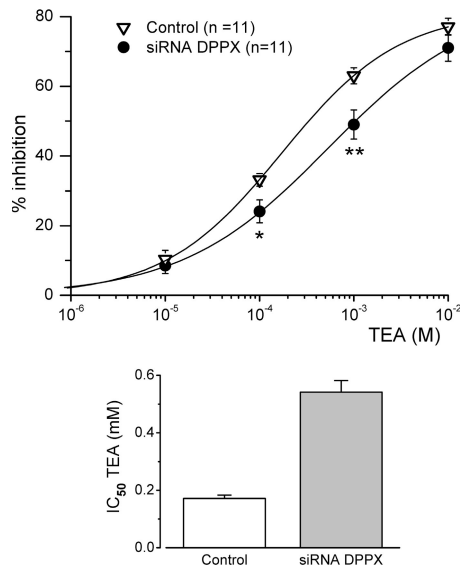 80
Control (n =11)
siRNA DPPX (n=11)
60
% inhibition
40
20
0
*
**
10-6
10-5
10-4
10-3
10-2
TEA (M)
0.6
0.4
0.2
0.0
IC50 TEA (mM)
Control
siRNA DPPX